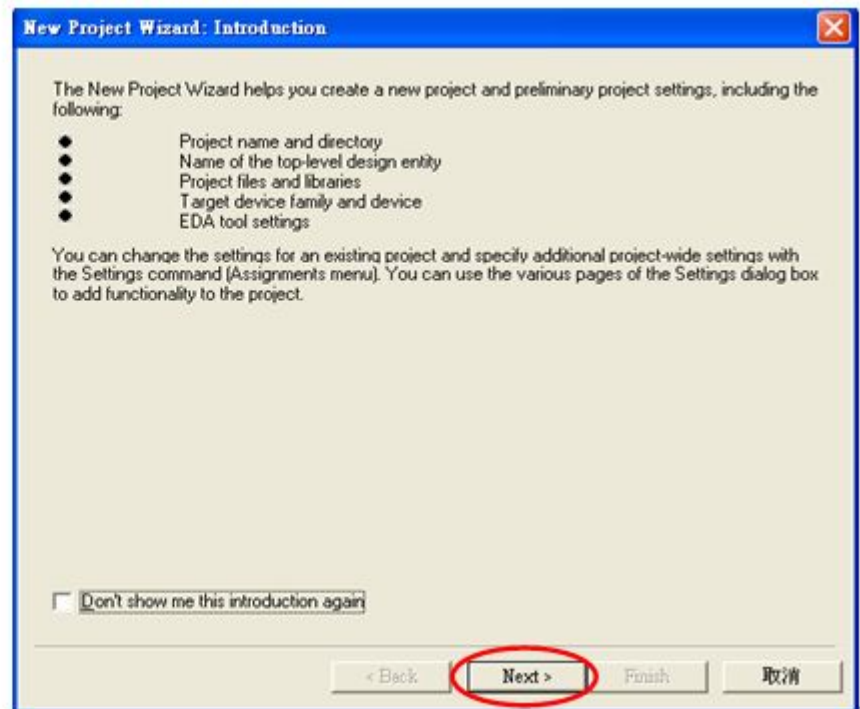 New Project Wizard: Introduction
The New Project Wizard helps you create a new project and preliminary project settings, including the
following:
Project name and directory
Name of the top-level design entity
Project files and libraries
Target device family and device
EDA tool settings
You can change the settings for an existing project and specify additional project-wide settings with
the Settings command (Assignments menu). You can use the various pages of the Settings dialog box
to add functionality to the project.
Don't show me this introduction again
< Back Next > Finish 取消